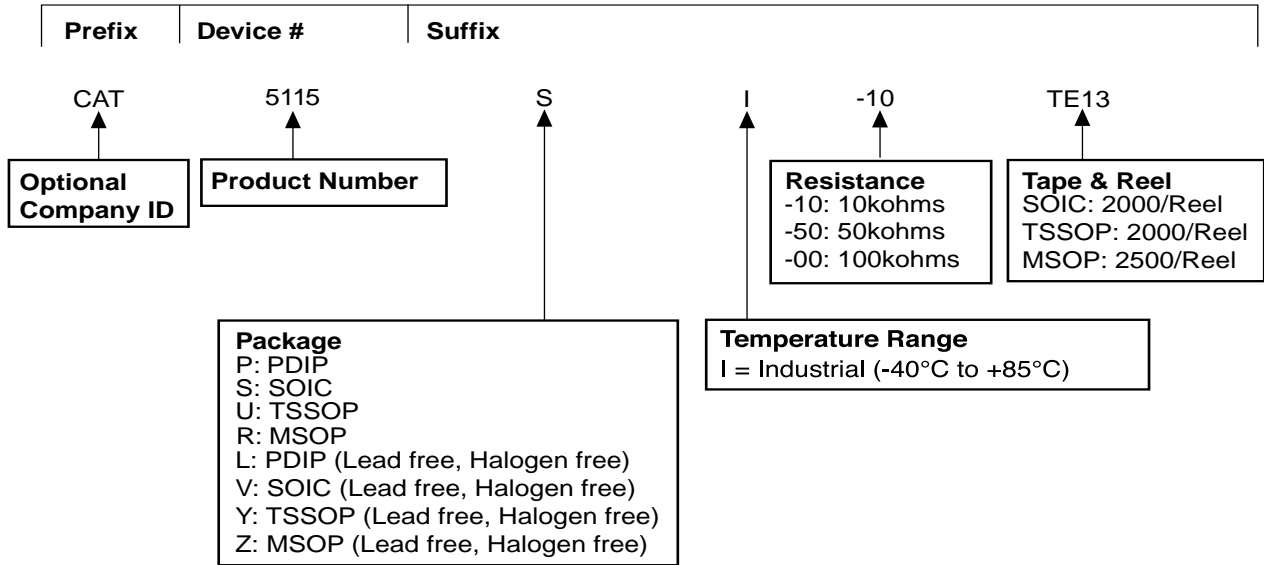 Prefix Device # Suffix
CAT 5115 S I -10 TE13
Optional
Company ID
Product Number
Resistance
-10: 10kohms
-50: 50kohms
-00: 100kohms
Tape & Reel
SOIC: 2000/Reel
TSSOP: 2000/Reel
MSOP: 2500/Reel
Package
P: PDIP
S: SOIC
U: TSSOP
R: MSOP
L: PDIP (Lead free, Halogen free)
V: SOIC (Lead free, Halogen free)
Y: TSSOP (Lead free, Halogen free)
Z: MSOP (Lead free, Halogen free)
Temperature Range
I = Industrial (-40°C to +85°C)